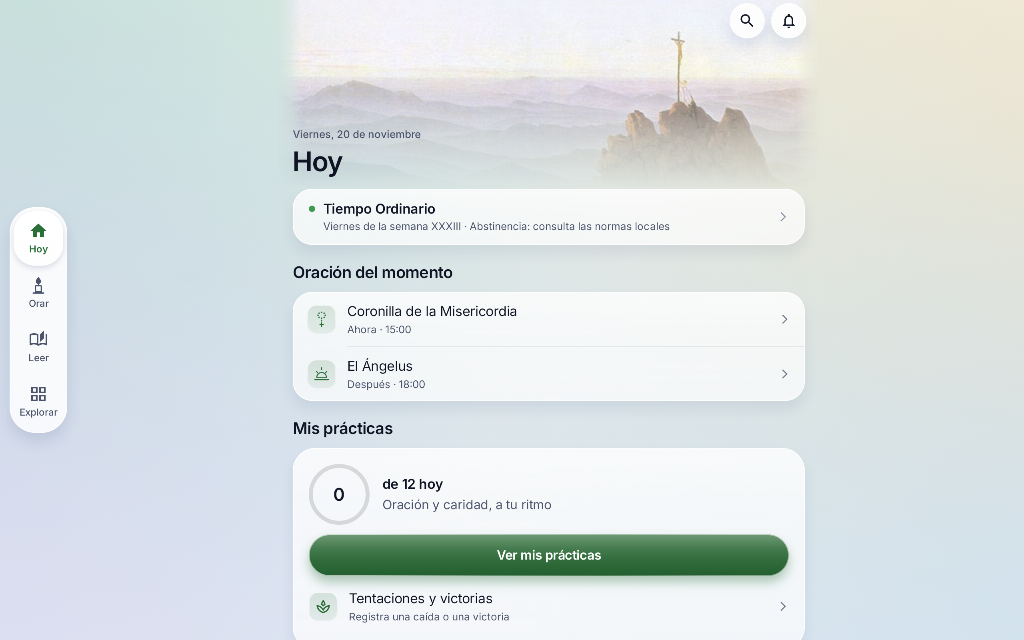 Viernes, 20 de noviembre
Hoy
Tiempo Ordinario
Viernes de la semana XXXIII · Abstinencia: consulta las normas locales
Hoy
Orar
Leer
Explorar
Oración del momento
Coronilla de la Misericordia
Ahora · 15:00
El Ángelus
Después · 18:00
Mis prácticas
0
de 12 hoy
Oración y caridad, a tu ritmo
Ver mis prácticas
Tentaciones y victorias
Registra una caída o una victoria